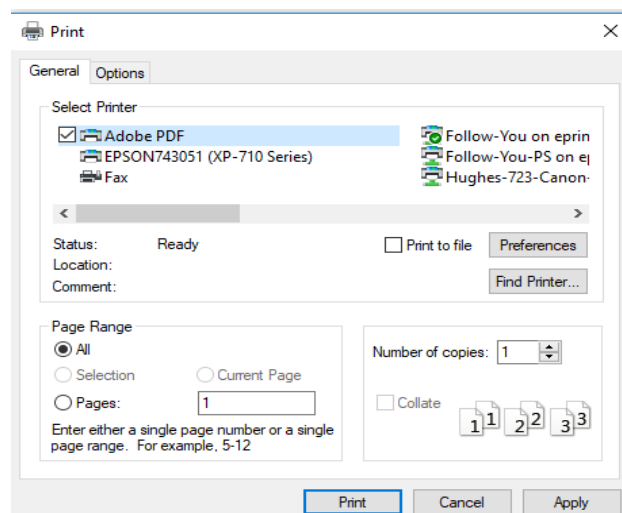 Print
General Options
Select Printer
Adobe PDF
EPSON743051 (XP-710 Series)
Fax
Follow-You on eprin
Follow-You-PS on
Hughes-723-Canon-
Status: Ready
Location:
Comment:
Print to file
Preferences
Find Printer...
Page Range
All
Selection Current Page
Pages: 1
Enter either a single page number or a single
page range. For example, 5-12
Number of copies: 1
Collate
1 1 2 2 3 3
Print Cancel Apply